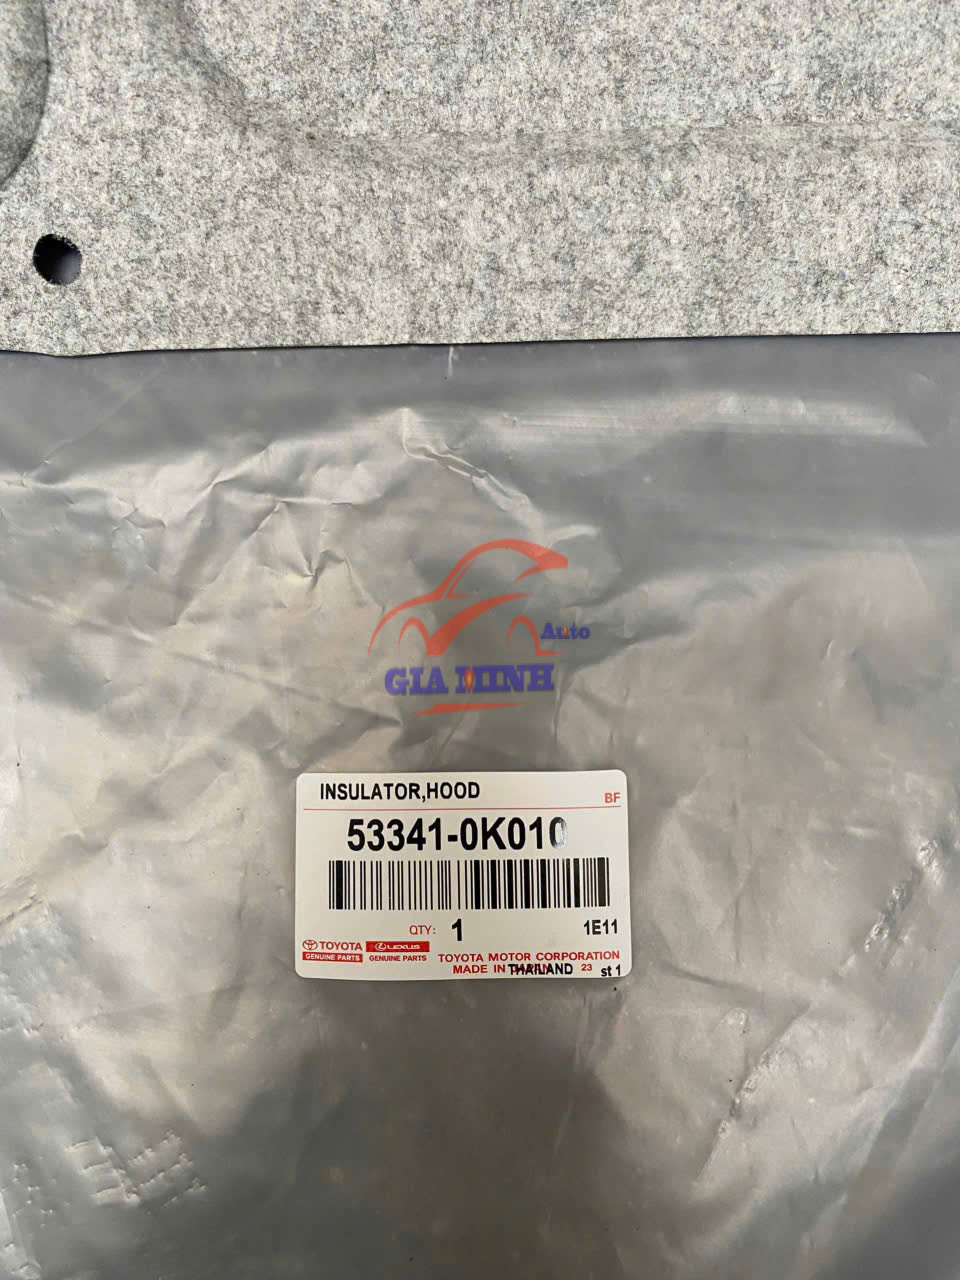 Auto
GIA MINH
INSULATOR,HOOD
BF
53341-0K010
QTY: 1
1E11
TOYOTA
GENUINE PARTS
LEXUS
GENUINE PARTS
TOYOTA MOTOR CORPORATION
MADE IN THAILAND 23 st 1